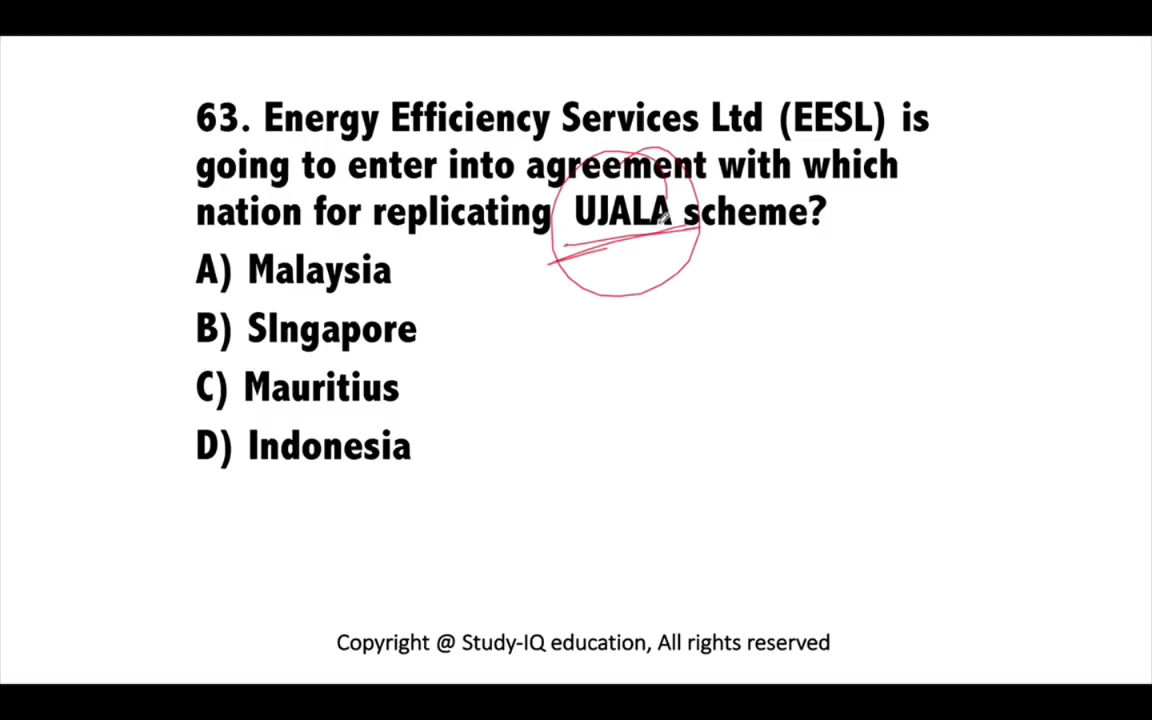 63. Energy Efficiency Services Ltd (EESL) is
going to enter into agreement with which
nation for replicating UJALA scheme?
A) Malaysia
B) SIngapore
C) Mauritius
D) Indonesia
Copyright @ Study-IQ education, All rights reserved